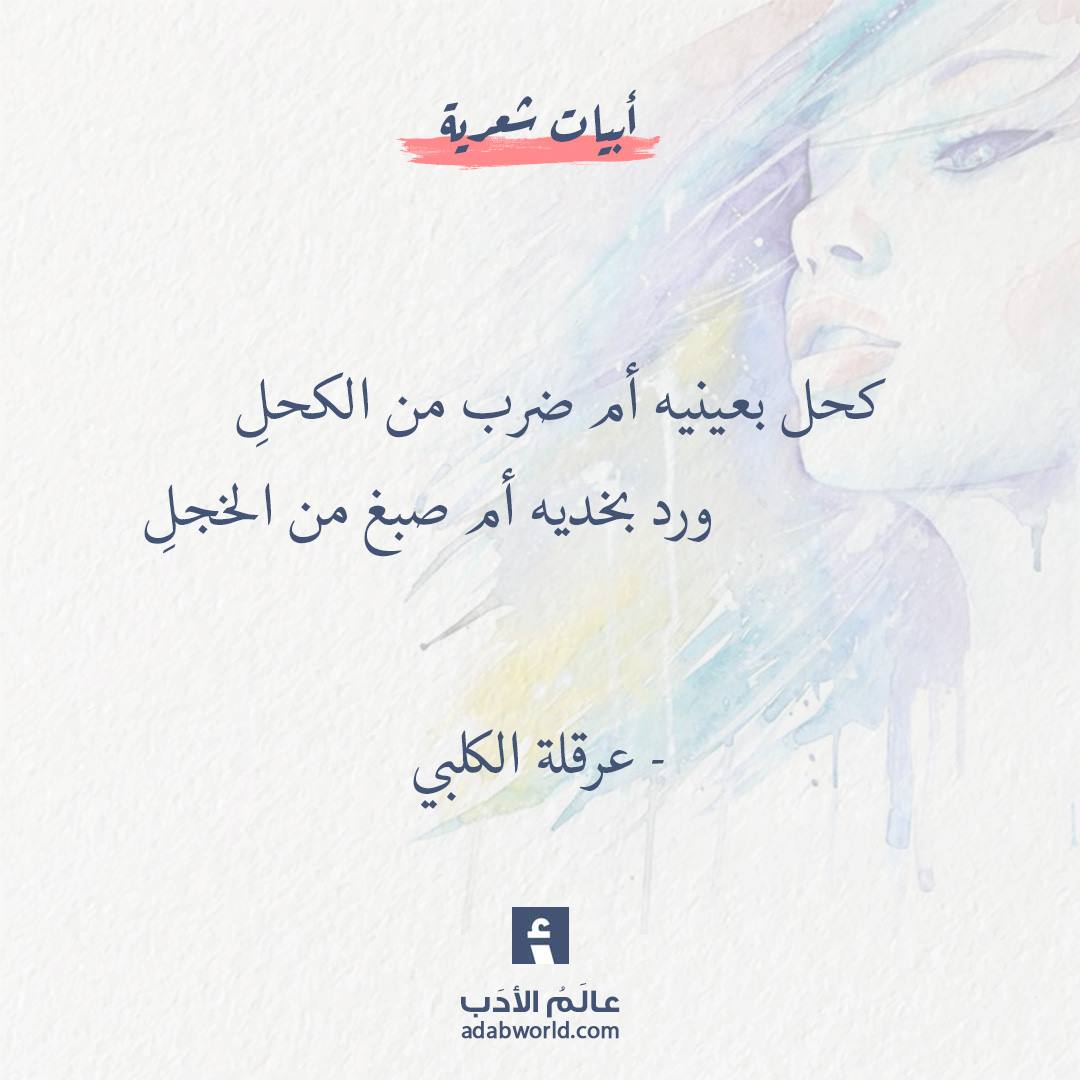 أبيات شعرية
كحل بعينيه أم ضرب من الكحلِ
ورد بخديه أم صبغ من الخجلِ
- عرقلة الكلبي
أ
عالَمُ الأدَب
adabworld.com